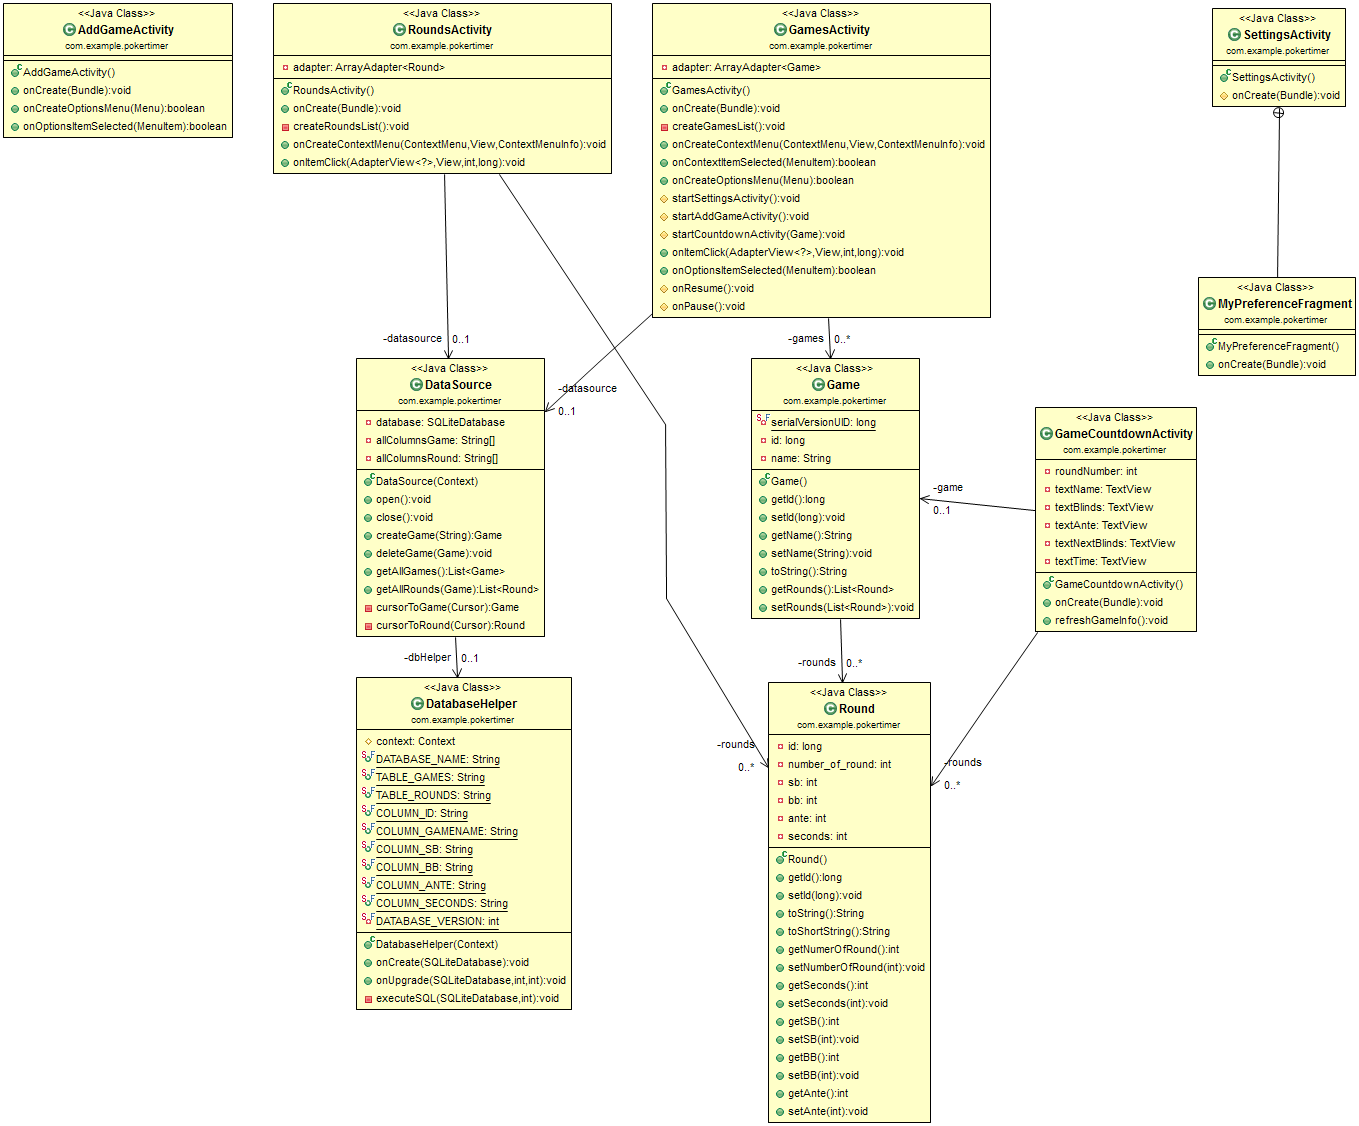 <<Java Class>>
AddGameActivity
com.example.pokertimer
AddGameActivity()
onCreate(Bundle):void
onCreateOptionsMenu(Menu):boolean
onOptionsItemSelected(MenuItem):boolean
<<Java Class>>
RoundsActivity
com.example.pokertimer
adapter: ArrayAdapter<Round>
RoundsActivity()
onCreate(Bundle):void
createRoundsList():void
onCreateContextMenu(ContextMenu,View,ContextMenuInfo):void
onItemClick(AdapterView<?>,View,int,long):void
<<Java Class>>
GamesActivity
com.example.pokertimer
adapter: ArrayAdapter<Game>
GamesActivity()
onCreate(Bundle):void
createGamesList():void
onCreateContextMenu(ContextMenu,View,ContextMenuInfo):void
onContextItemSelected(MenuItem):boolean
onCreateOptionsMenu(Menu):boolean
startSettingsActivity():void
startAddGameActivity():void
startCountdownActivity(Game):void
onItemClick(AdapterView<?>,View,int,long):void
onOptionsItemSelected(MenuItem):boolean
onResume():void
onPause():void
<<Java Class>>
SettingsActivity
com.example.pokertimer
SettingsActivity()
onCreate(Bundle):void
<<Java Class>>
MyPreferenceFragment
com.example.pokertimer
MyPreferenceFragment()
onCreate(Bundle):void
-datasource 0..1
-datasource
0..1
-games 0..*
<<Java Class>>
DataSource
com.example.pokertimer
database: SQLiteDatabase
allColumnsGame: String[]
allColumnsRound: String[]
DataSource(Context)
open():void
close():void
createGame(String):Game
deleteGame(Game):void
getAllGames():List<Game>
getAllRounds(Game):List<Round>
cursorToGame(Cursor):Game
cursorToRound(Cursor):Round
<<Java Class>>
Game
com.example.pokertimer
serialVersionUID: long
id: long
name: String
Game()
getId():long
setId(long):void
getName():String
setName(String):void
toString():String
getRounds():List<Round>
setRounds(List<Round>):void
-game
0..1
<<Java Class>>
GameCountdownActivity
com.example.pokertimer
roundNumber: int
textName: TextView
textBlinds: TextView
textAnte: TextView
textNextBlinds: TextView
textTime: TextView
GameCountdownActivity()
onCreate(Bundle):void
refreshGameInfo():void
-dbHelper 0..1
-rounds 0..*
<<Java Class>>
DatabaseHelper
com.example.pokertimer
context: Context
DATABASE_NAME: String
TABLE_GAMES: String
TABLE_ROUNDS: String
COLUMN_ID: String
COLUMN_GAMENAME: String
COLUMN_SB: String
COLUMN_BB: String
COLUMN_ANTE: String
COLUMN_SECONDS: String
DATABASE_VERSION: int
DatabaseHelper(Context)
onCreate(SQLiteDatabase):void
onUpgrade(SQLiteDatabase,int,int):void
executeSQL(SQLiteDatabase,int):void
-rounds
0..*
<<Java Class>>
Round
com.example.pokertimer
id: long
number_of_round: int
sb: int
bb: int
ante: int
seconds: int
Round()
getId():long
setId(long):void
toString():String
toShortString():String
getNumerOfRound():int
setNumberOfRound(int):void
getSeconds():int
setSeconds(int):void
getSB():int
setSB(int):void
getBB():int
setBB(int):void
getAnte():int
setAnte(int):void
-rounds
0..*